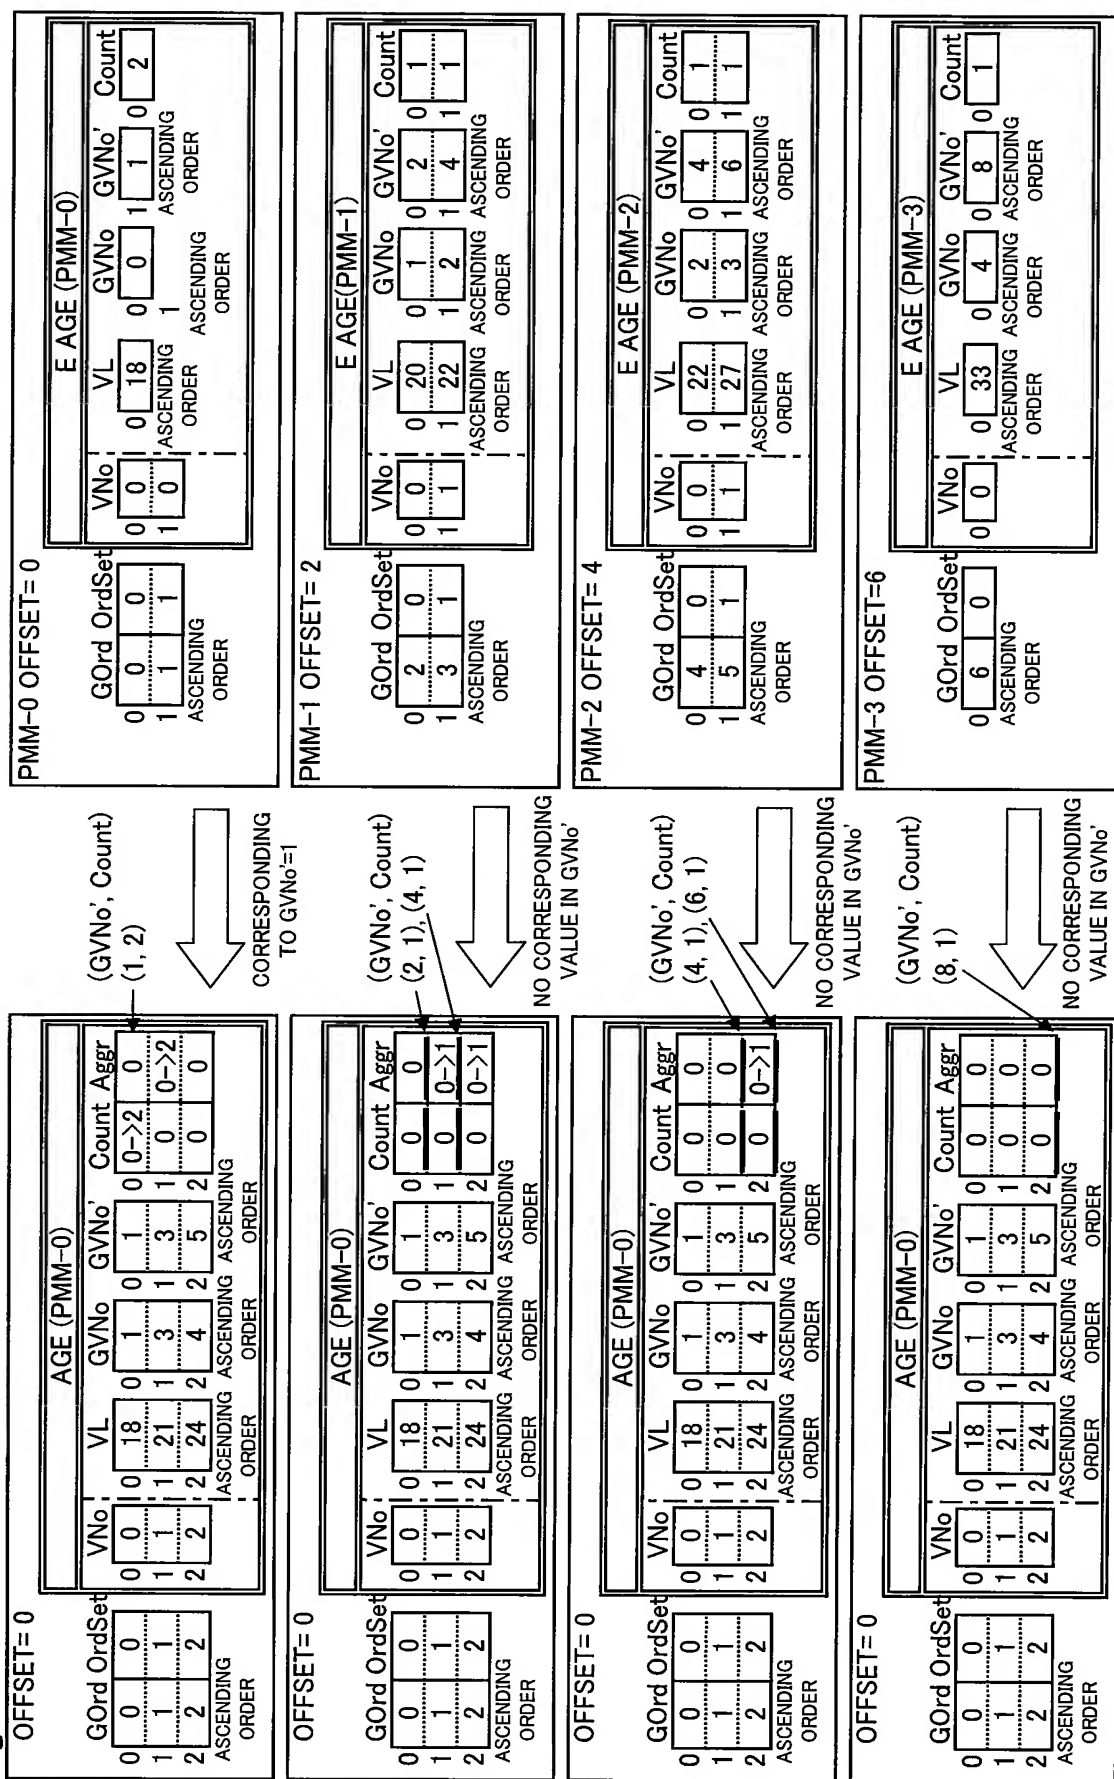 OFFSET= 0
AGE (PMM-0)
GOrd OrdSet VNo VL GVNo GVNo' Count Aggr
0 0 0 0 0 0 18 0 1 0 1 0 0->2 0
1 1 1 1 1 1 21 1 3 1 3 1 0 0->2
2 2 2 2 2 2 24 2 4 2 5 2 0 0
ASCENDING ORDER ASCENDING ORDER ASCENDING ORDER ASCENDING ORDER
(GVNo', Count)
(1, 2)
CORRESPONDING
TO GVNo'=1
PMM-0 OFFSET= 0
E AGE (PMM-0)
GOrd OrdSet VNo VL GVNo GVNo' Count
0 0 0 0 0 0 18 0 0 1 1 0 2
1 1 1 1 0 1
ASCENDING ORDER ASCENDING ORDER ASCENDING ORDER ASCENDING ORDER
OFFSET= 0
AGE (PMM-0)
GOrd OrdSet VNo VL GVNo GVNo' Count Aggr
0 0 0 0 0 0 18 0 1 0 1 0 0 0
1 1 1 1 1 1 21 1 3 1 3 1 0 0->1
2 2 2 2 2 2 24 2 4 2 5 2 0 0->1
ASCENDING ORDER ASCENDING ORDER ASCENDING ORDER ASCENDING ORDER
(GVNo', Count)
(2, 1), (4, 1)
NO CORRESPONDING
VALUE IN GVNo'
PMM-1 OFFSET= 2
E AGE(PMM-1)
GOrd OrdSet VNo VL GVNo GVNo' Count
0 2 0 0 0 0 20 0 1 0 2 0 1
1 3 1 1 1 1 22 1 2 1 4 1 1
ASCENDING ORDER ASCENDING ORDER ASCENDING ORDER ASCENDING ORDER
OFFSET= 0
AGE (PMM-0)
GOrd OrdSet VNo VL GVNo GVNo' Count Aggr
0 0 0 0 0 0 18 0 1 0 1 0 0 0
1 1 1 1 1 1 21 1 3 1 3 1 0 0
2 2 2 2 2 2 24 2 4 2 5 2 0 0->1
ASCENDING ORDER ASCENDING ORDER ASCENDING ORDER ASCENDING ORDER
(GVNo', Count)
(4, 1), (6, 1)
NO CORRESPONDING
VALUE IN GVNo'
PMM-2 OFFSET= 4
E AGE (PMM-2)
GOrd OrdSet VNo VL GVNo GVNo' Count
0 4 0 0 0 0 22 0 2 0 4 0 1
1 5 1 1 1 1 27 1 3 1 6 1 1
ASCENDING ORDER ASCENDING ORDER ASCENDING ORDER ASCENDING ORDER
OFFSET= 0
AGE (PMM-0)
GOrd OrdSet VNo VL GVNo GVNo' Count Aggr
0 0 0 0 0 0 18 0 1 0 1 0 0 0
1 1 1 1 1 1 21 1 3 1 3 1 0 0
2 2 2 2 2 2 24 2 4 2 5 2 0 0
ASCENDING ORDER ASCENDING ORDER ASCENDING ORDER ASCENDING ORDER
(GVNo', Count)
(8, 1)
NO CORRESPONDING
VALUE IN GVNo'
PMM-3 OFFSET=6
E AGE (PMM-3)
GOrd OrdSet VNo VL GVNo GVNo' Count
0 6 0 0 0 0 33 0 4 0 8 0 1
ASCENDING ORDER ASCENDING ORDER ASCENDING ORDER ASCENDING ORDER